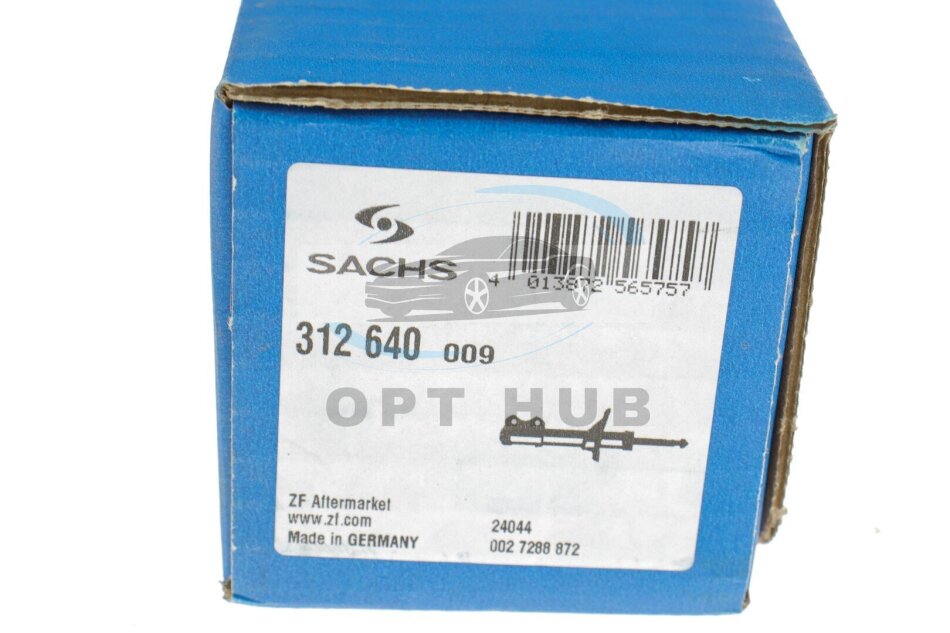 SACHS
4 013872 565757
312 640 009
OPT HUB
ZF Aftermarket
www.zf.com
Made in GERMANY
24044
002 7288 872